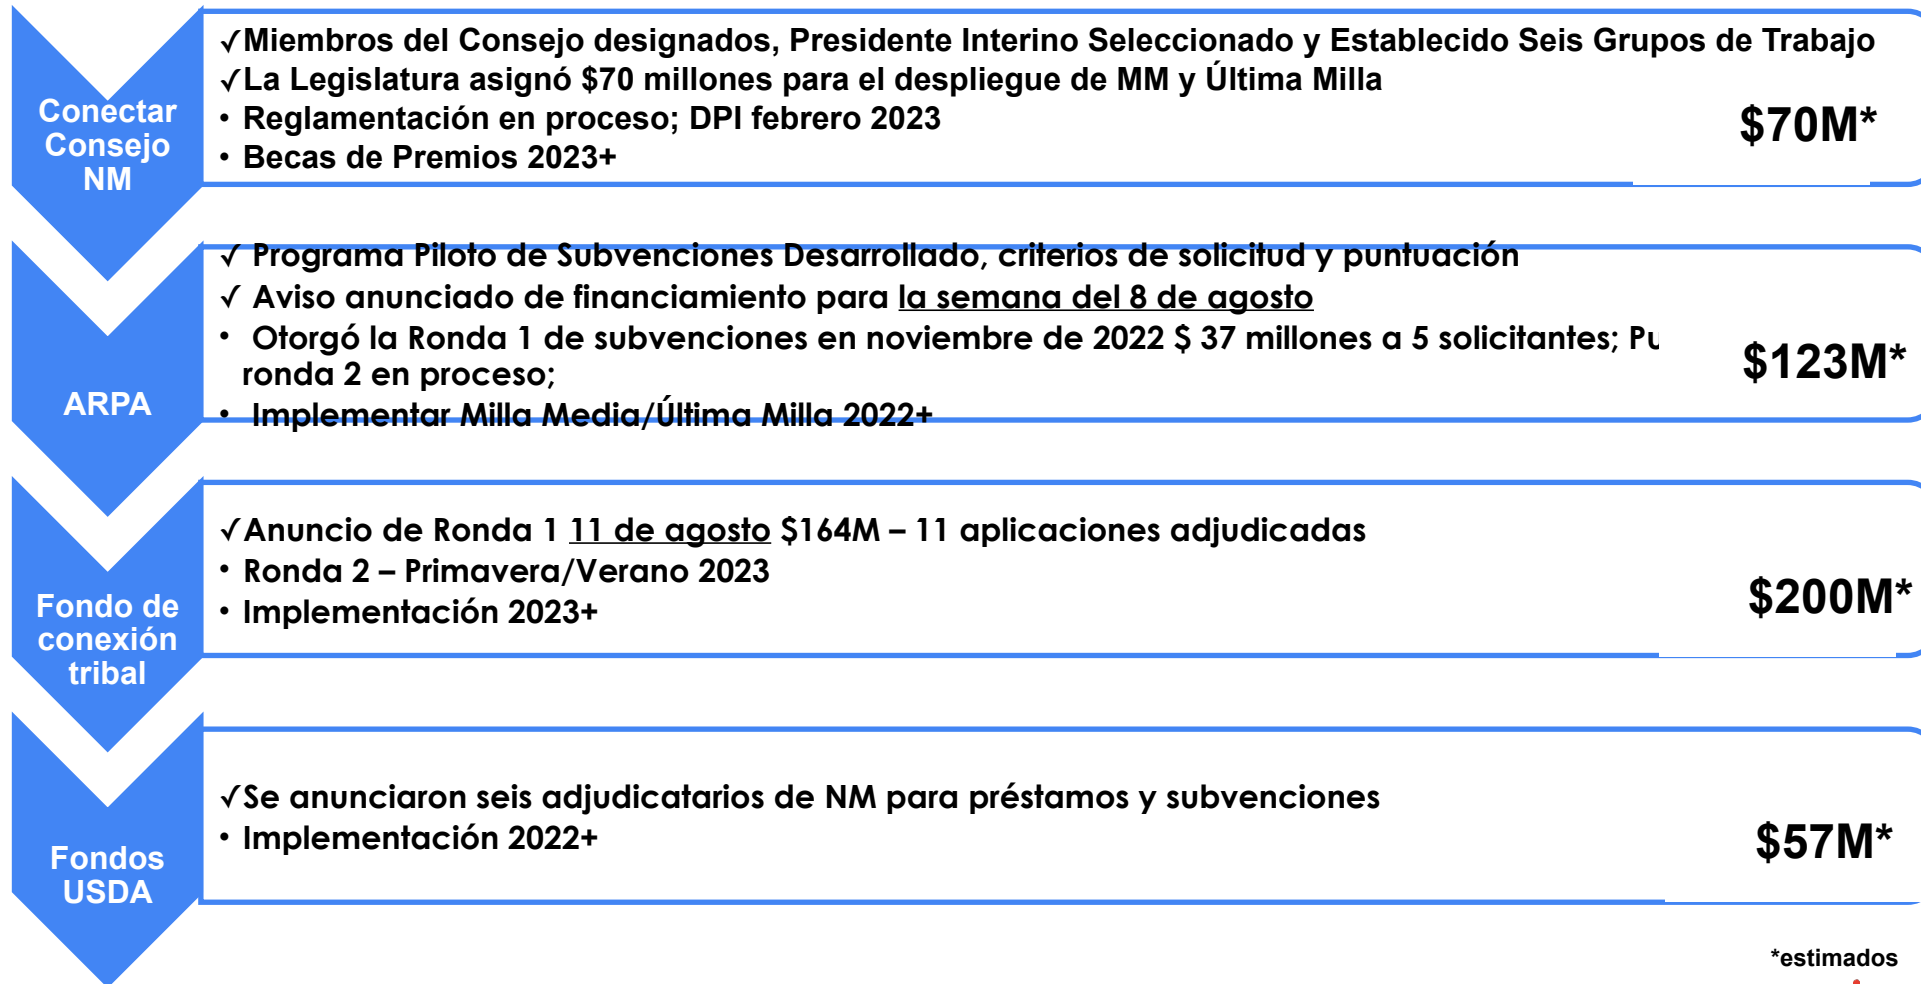 Conectar
Consejo
NM
✓Miembros del Consejo designados, Presidente Interino Seleccionado y Establecido Seis Grupos de Trabajo
✓La Legislatura asignó $70 millones para el despliegue de MM y Última Milla
• Reglamentación en proceso; DPI febrero 2023
• Becas de Premios 2023+
$70M*
ARPA
✓ Programa Piloto de Subvenciones Desarrollado, criterios de solicitud y puntuación
✓ Aviso anunciado de financiamiento para la semana del 8 de agosto
• Otorgó la Ronda 1 de subvenciones en noviembre de 2022 $ 37 millones a 5 solicitantes;
ronda 2 en proceso;
• Implementar Milla Media/Última Milla 2022+
$123M*
Fondo de
conexión
tribal
✓Anuncio de Ronda 1 11 de agosto $164M – 11 aplicaciones adjudicadas
• Ronda 2 – Primavera/Verano 2023
• Implementación 2023+
$200M*
Fondos
USDA
✓Se anunciaron seis adjudicatarios de NM para préstamos y subvenciones
• Implementación 2022+
$57M*
*estimados